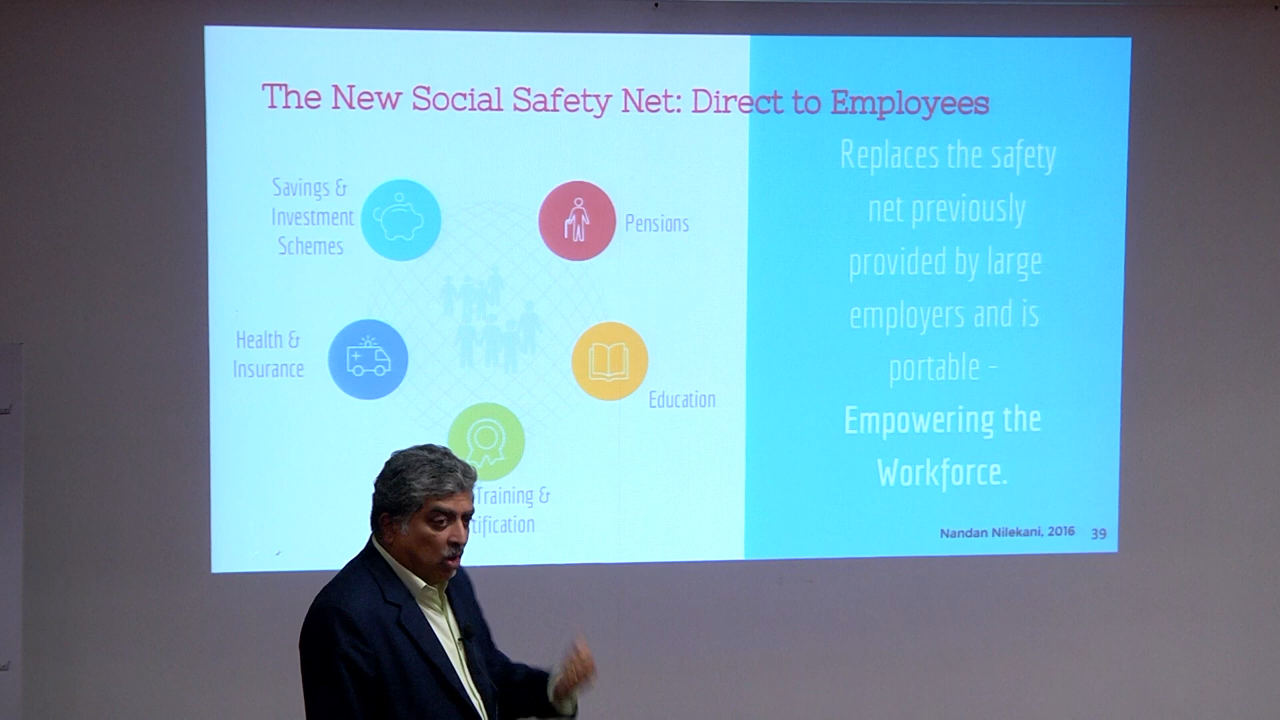 The New Social Safety Net: Direct to Employees
Savings &
Investment
Schemes
Pensions
Health &
Insurance
Education
Training &
tification
Replaces the safety
net previously
provided by large
employers and is
portable -
Empowering the
Workforce.
Nandan Nilekani, 2016 39